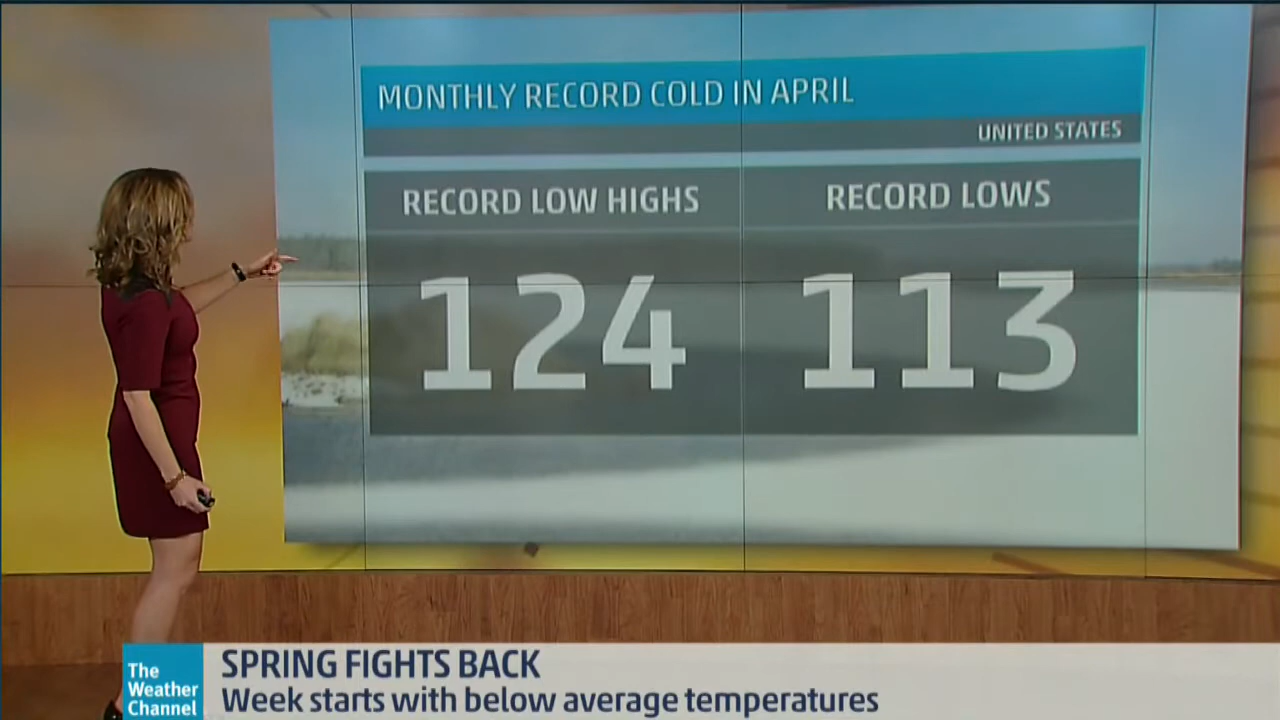 MONTHLY RECORD COLD IN APRIL
UNITED STATES
RECORD LOW HIGHS
RECORD LOWS
124
113
The
Weather
Channel
SPRING FIGHTS BACK
Week starts with below average temperatures